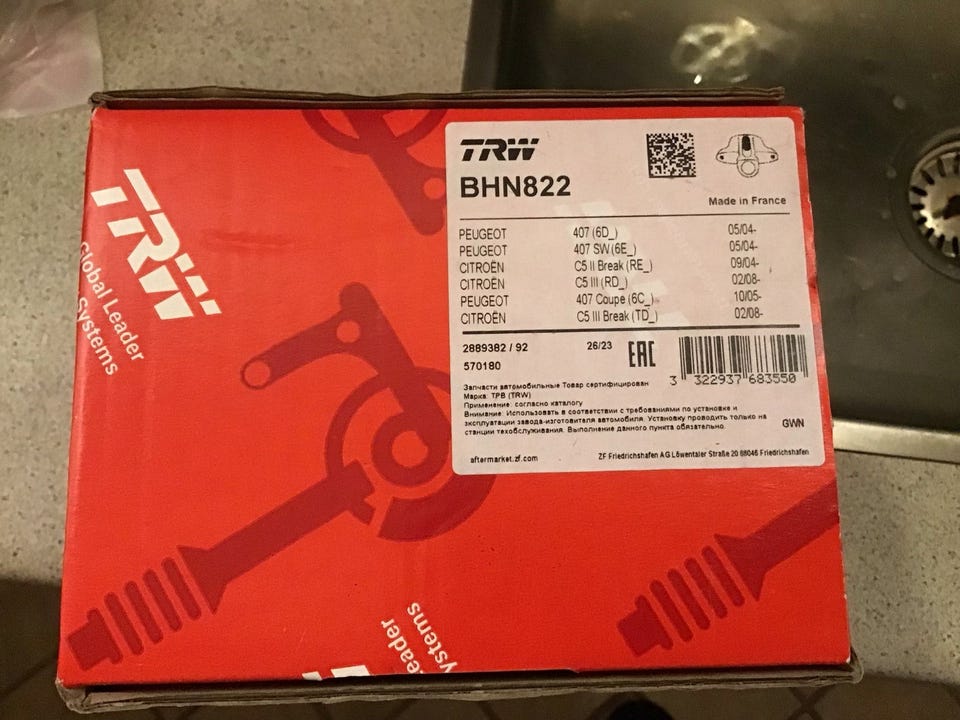 TRW
Global Leader
Systems
TRW
BHN822
Made in France
PEUGEOT 407 (6D_) 05/04-
PEUGEOT 407 SW (6E_) 05/04-
CITROËN C5 II Break (RE_) 09/04-
CITROËN C5 III (RD_) 02/08-
PEUGEOT 407 Coupe (6C_) 10/05-
CITROËN C5 III Break (TD_) 02/08-
2889382 / 92 26/23 EAC
570180
3 322937 683550
Запчасти автомобильные Товар сертифицирован
Марка: ТРВ (TRW)
Применение: согласно каталогу
Внимание: Использовать в соответствии с требованиями по установке и
эксплуатации завода-изготовителя автомобиля. Установку проводить только на
станции техобслуживания. Выполнение данного пункта обязательно.
GWN
aftermarket.zf.com ZF Friedrichshafen AG Löwentaler Straße 20 88046 Friedrichshafen
eader
ystems